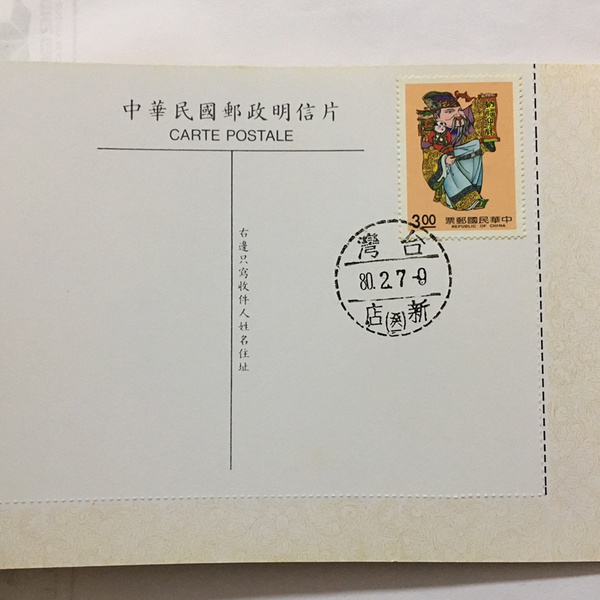 中華民國郵政明信片
CARTE POSTALE
右邊只寫收件人姓名住址
3.00
票郵國民華中
REPUBLIC OF CHINA
灣台
80.2.7-9
店(癸)新